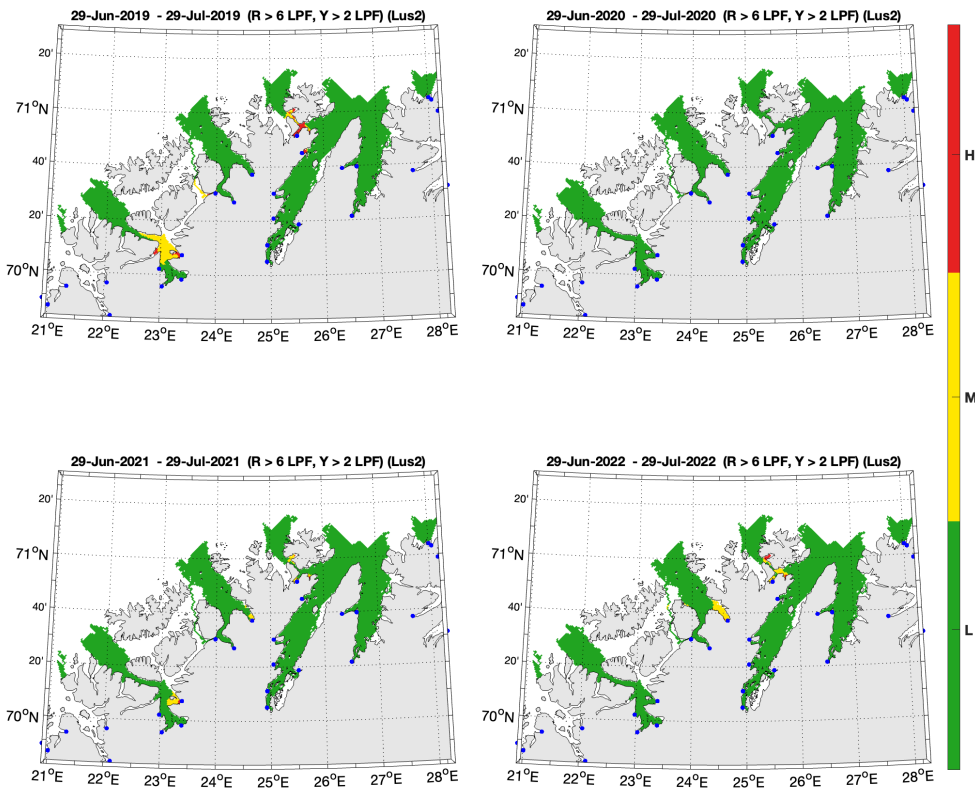 29-Jun-2019 - 29-Jul-2019 (R > 6 LPF, Y > 2 LPF) (Lus2)
20'
71°N
40'
20'
70°N
21°E 22°E 23°E 24°E 25°E 26°E 27°E 28°E
29-Jun-2020 - 29-Jul-2020 (R > 6 LPF, Y > 2 LPF) (Lus2)
20'
71°N
40'
20'
70°N
21°E 22°E 23°E 24°E 25°E 26°E 27°E 28°E
29-Jun-2021 - 29-Jul-2021 (R > 6 LPF, Y > 2 LPF) (Lus2)
20'
71°N
40'
20'
70°N
21°E 22°E 23°E 24°E 25°E 26°E 27°E 28°E
29-Jun-2022 - 29-Jul-2022 (R > 6 LPF, Y > 2 LPF) (Lus2)
20'
71°N
40'
20'
70°N
21°E 22°E 23°E 24°E 25°E 26°E 27°E 28°E
H
M
L